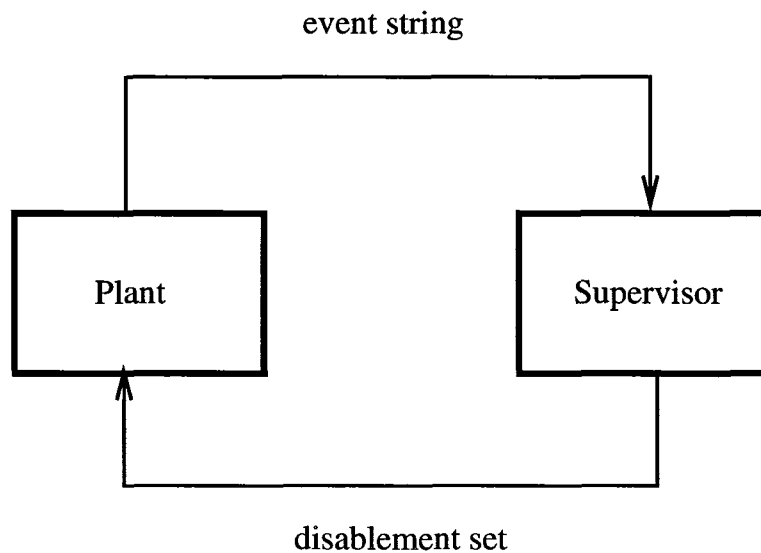 event string
Plant
Supervisor
disablement set